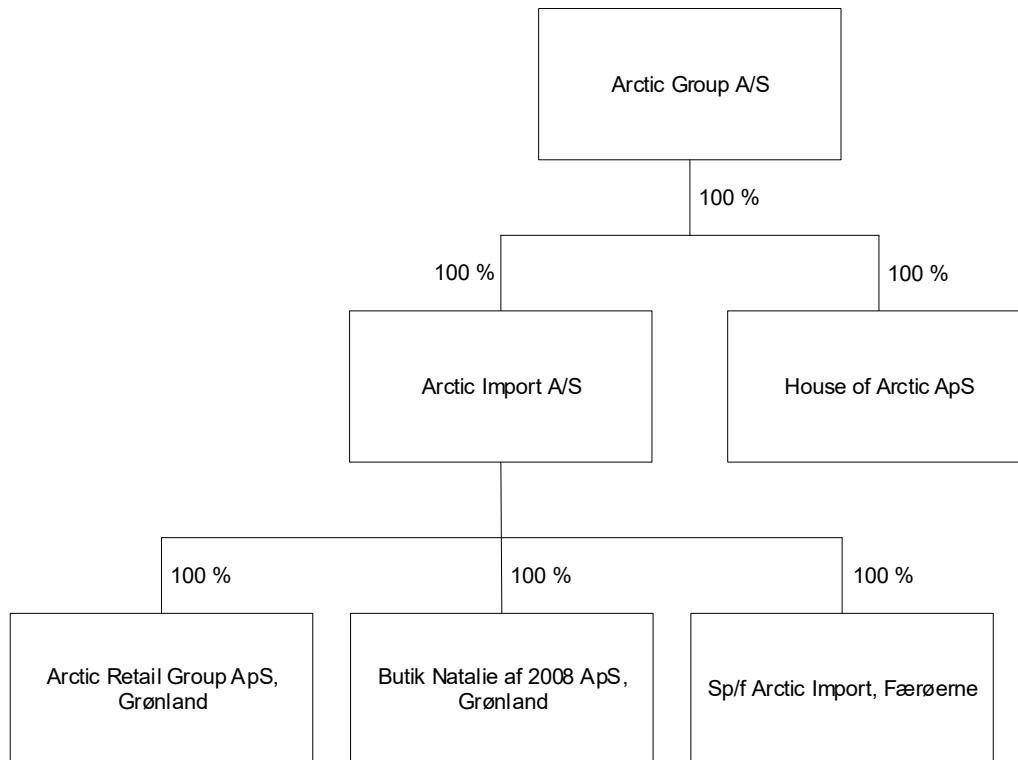 Arctic Group A/S
100 %
100 %
100 %
Arctic Import A/S
House of Arctic ApS
100 %
100 %
100 %
Arctic Retail Group ApS,
Grønland
Butik Natalie af 2008 ApS,
Grønland
Sp/f Arctic Import, Færøerne